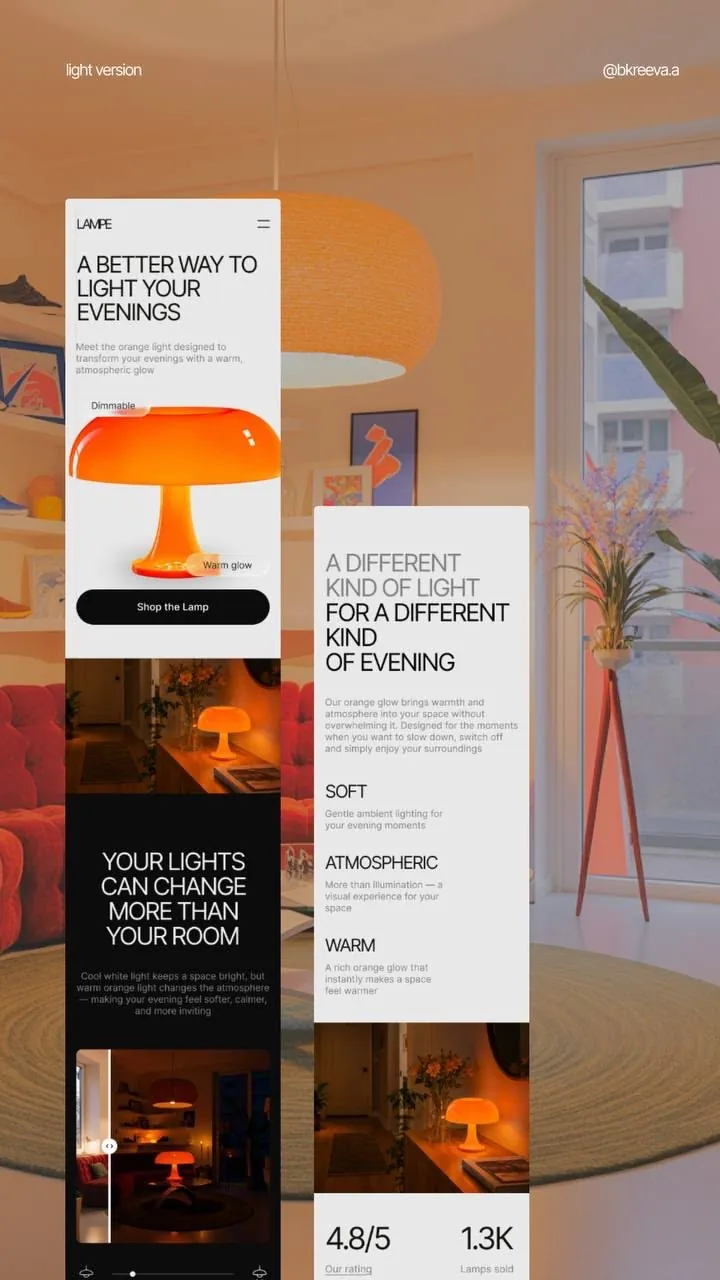 light version
@bkreeva.a
LAMPE
A BETTER WAY TO
LIGHT YOUR
EVENINGS
Meet the orange light designed to
transform your evenings with a warm,
atmospheric glow
Dimmable
Warm glow
Shop the Lamp
YOUR LIGHTS
CAN CHANGE
MORE THAN
YOUR ROOM
Cool white light keeps a space bright, but
warm orange light changes the atmosphere
— making your evening feel softer, calmer,
and more inviting
A DIFFERENT
KIND OF LIGHT
FOR A DIFFERENT
KIND
OF EVENING
Our orange glow brings warmth and
atmosphere into your space without
overwhelming it. Designed for the moments
when you want to slow down, switch off
and simply enjoy your surroundings
SOFT
Gentle ambient lighting for
your evening moments
ATMOSPHERIC
More than illumination — a
visual experience for your
space
WARM
A rich orange glow that
instantly makes a space
feel warmer
4.8/5
Our rating
1.3K
Lamps sold